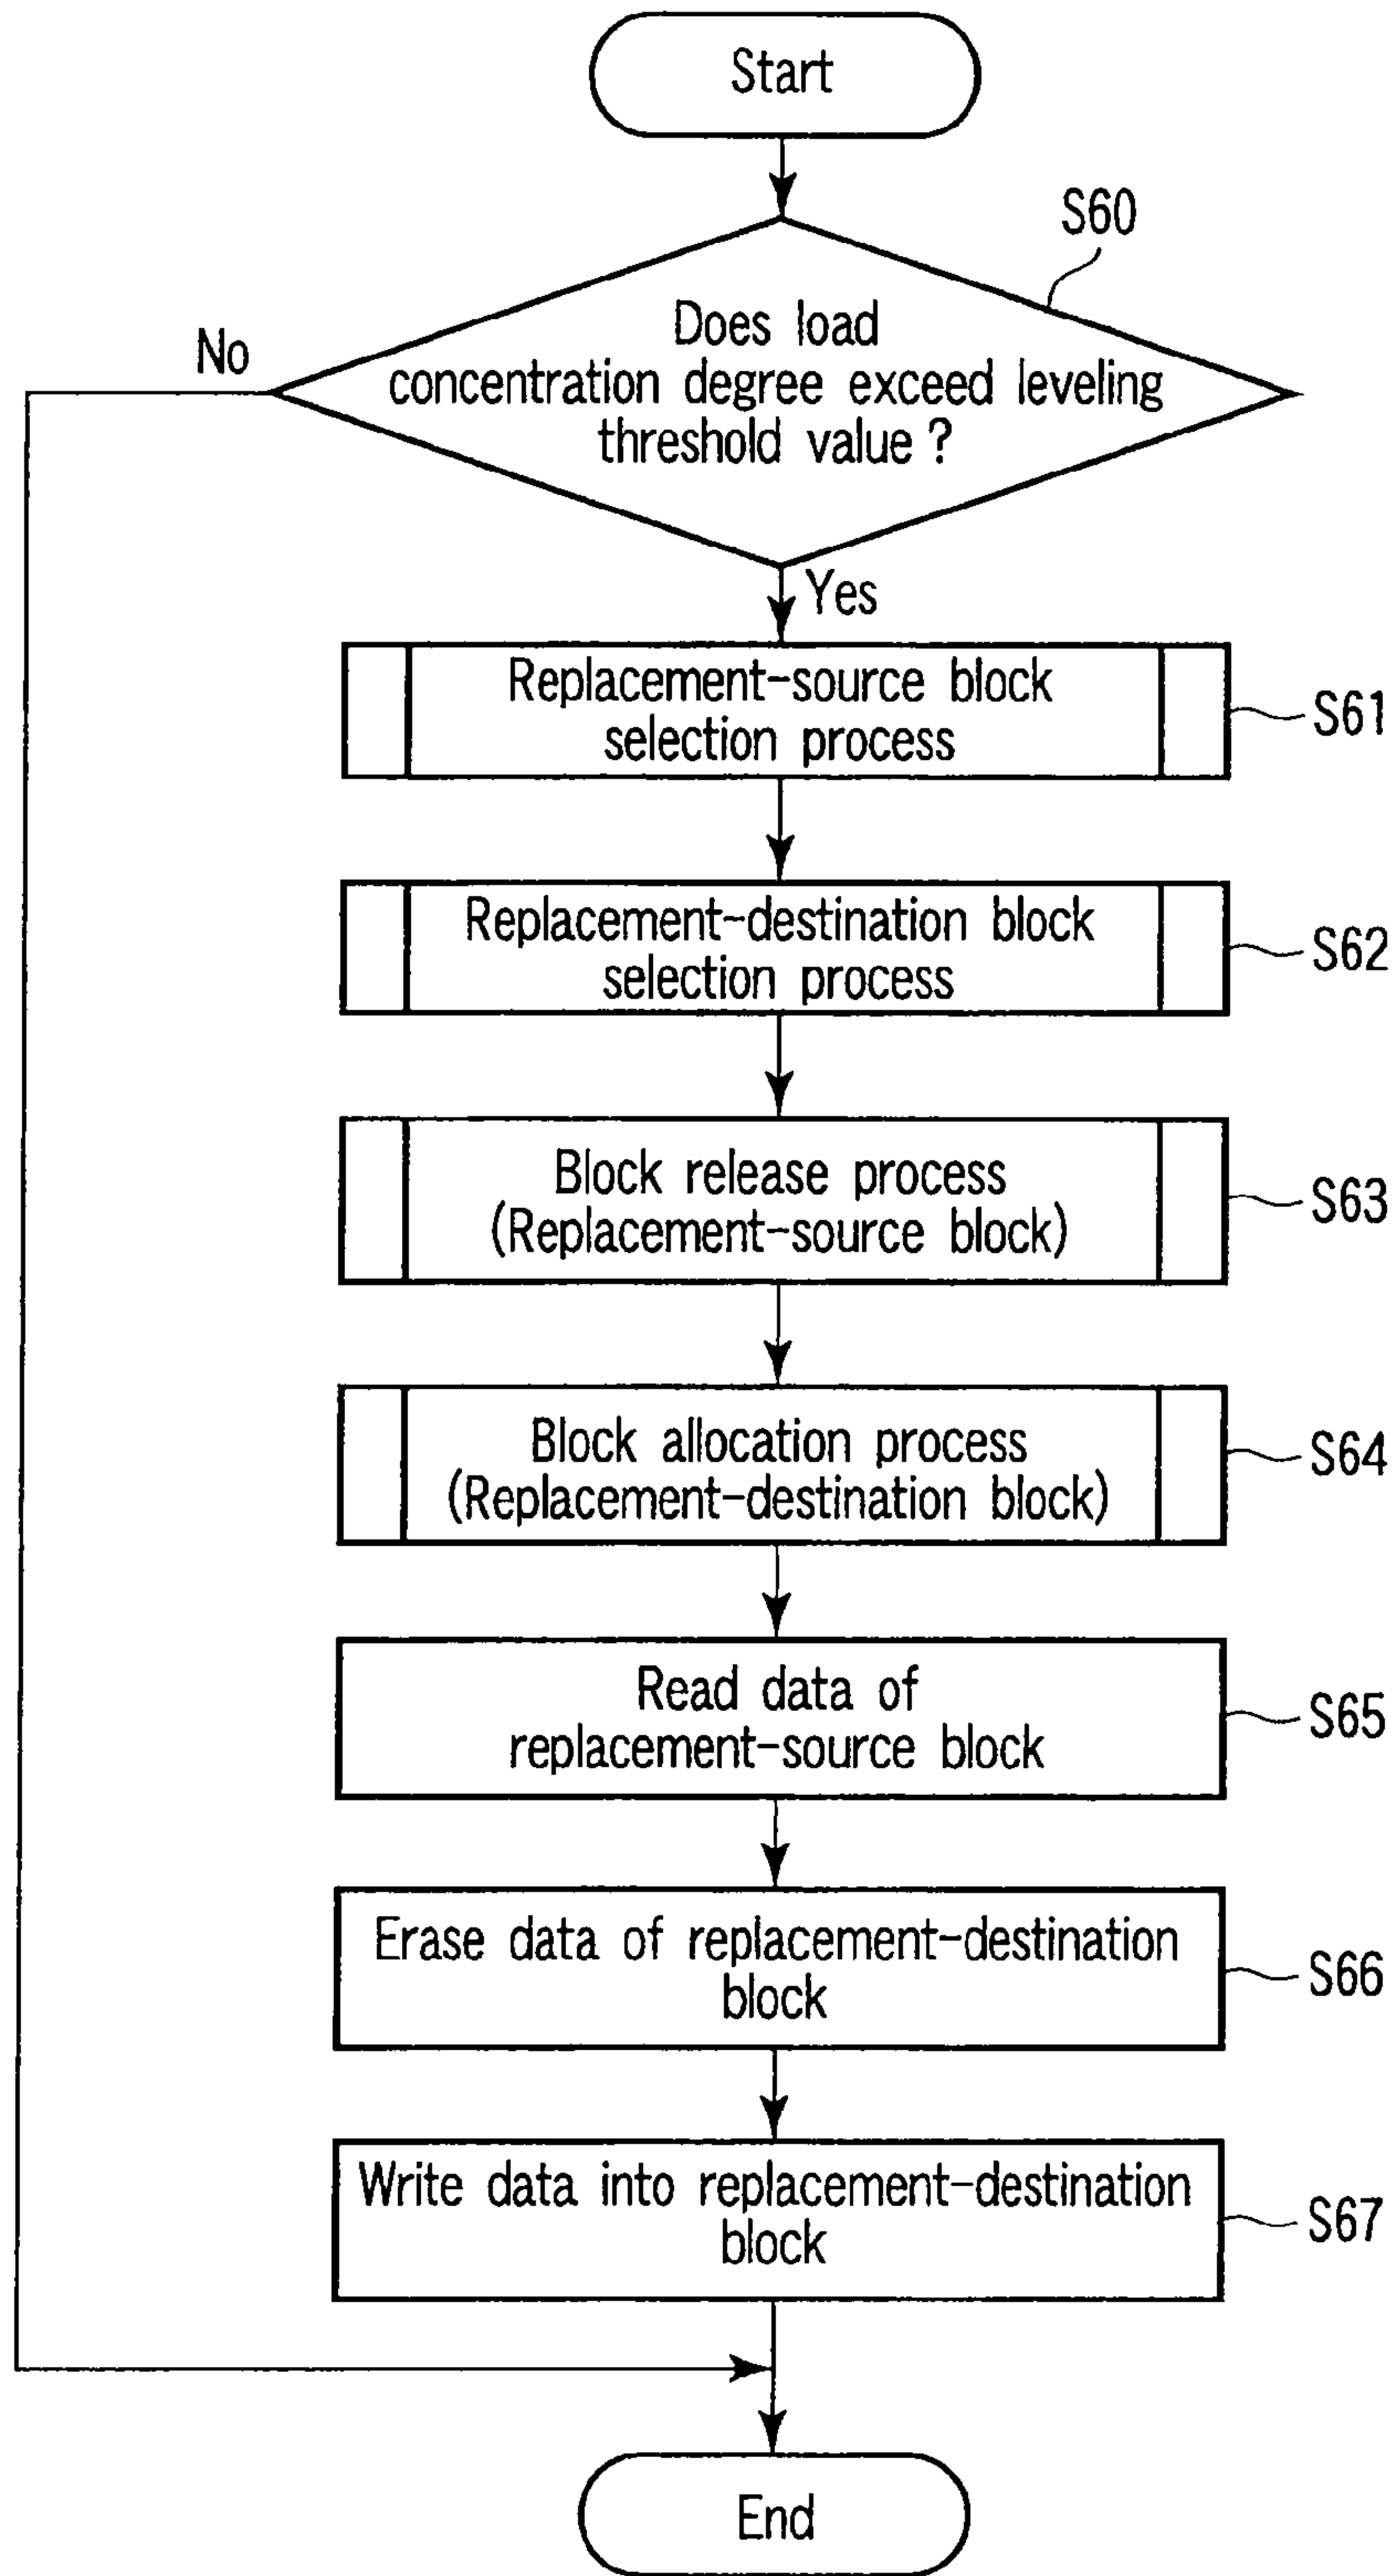 Start
S60
Does load
concentration degree exceed leveling
threshold value ?
No
Yes
Replacement-source block
selection process
S61
Replacement-destination block
selection process
S62
Block release process
(Replacement-source block)
S63
Block allocation process
(Replacement-destination block)
S64
Read data of
replacement-source block
S65
Erase data of replacement-destination
block
S66
Write data into replacement-destination
block
S67
End